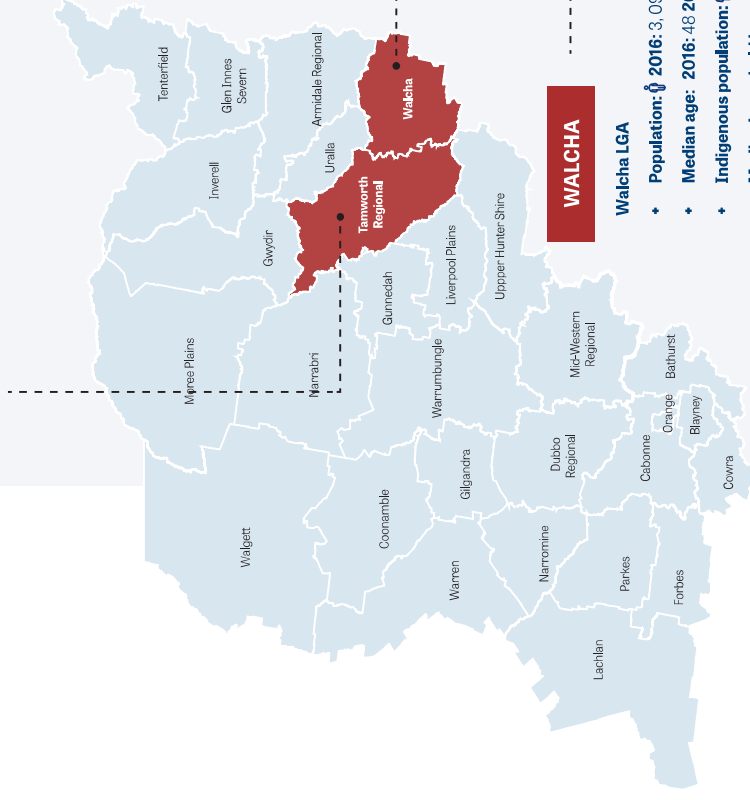 Tenterfield
Moree Plains
Inverell
Glen Innes
Severn
Walgett
Gwydir
Narrabri
Armidale Regional
Uralla
Tamworth
Regional
Coonamble
Gunnedah
Walcha
Warrumbungle
Liverpool Plains
Warren
Gilgandra
Uppper Hunter Shire
Narromine
Dubbo
Regional
Mid-Western
Regional
Lachlan
Parkes
Cabonne
Orange
Bathurst
Forbes
Blayney
Cowra
WALCHA
Walcha LGA
+ Population: 2016: 3, 09
+ Median age: 2016: 48 20
+ Indigenous population: